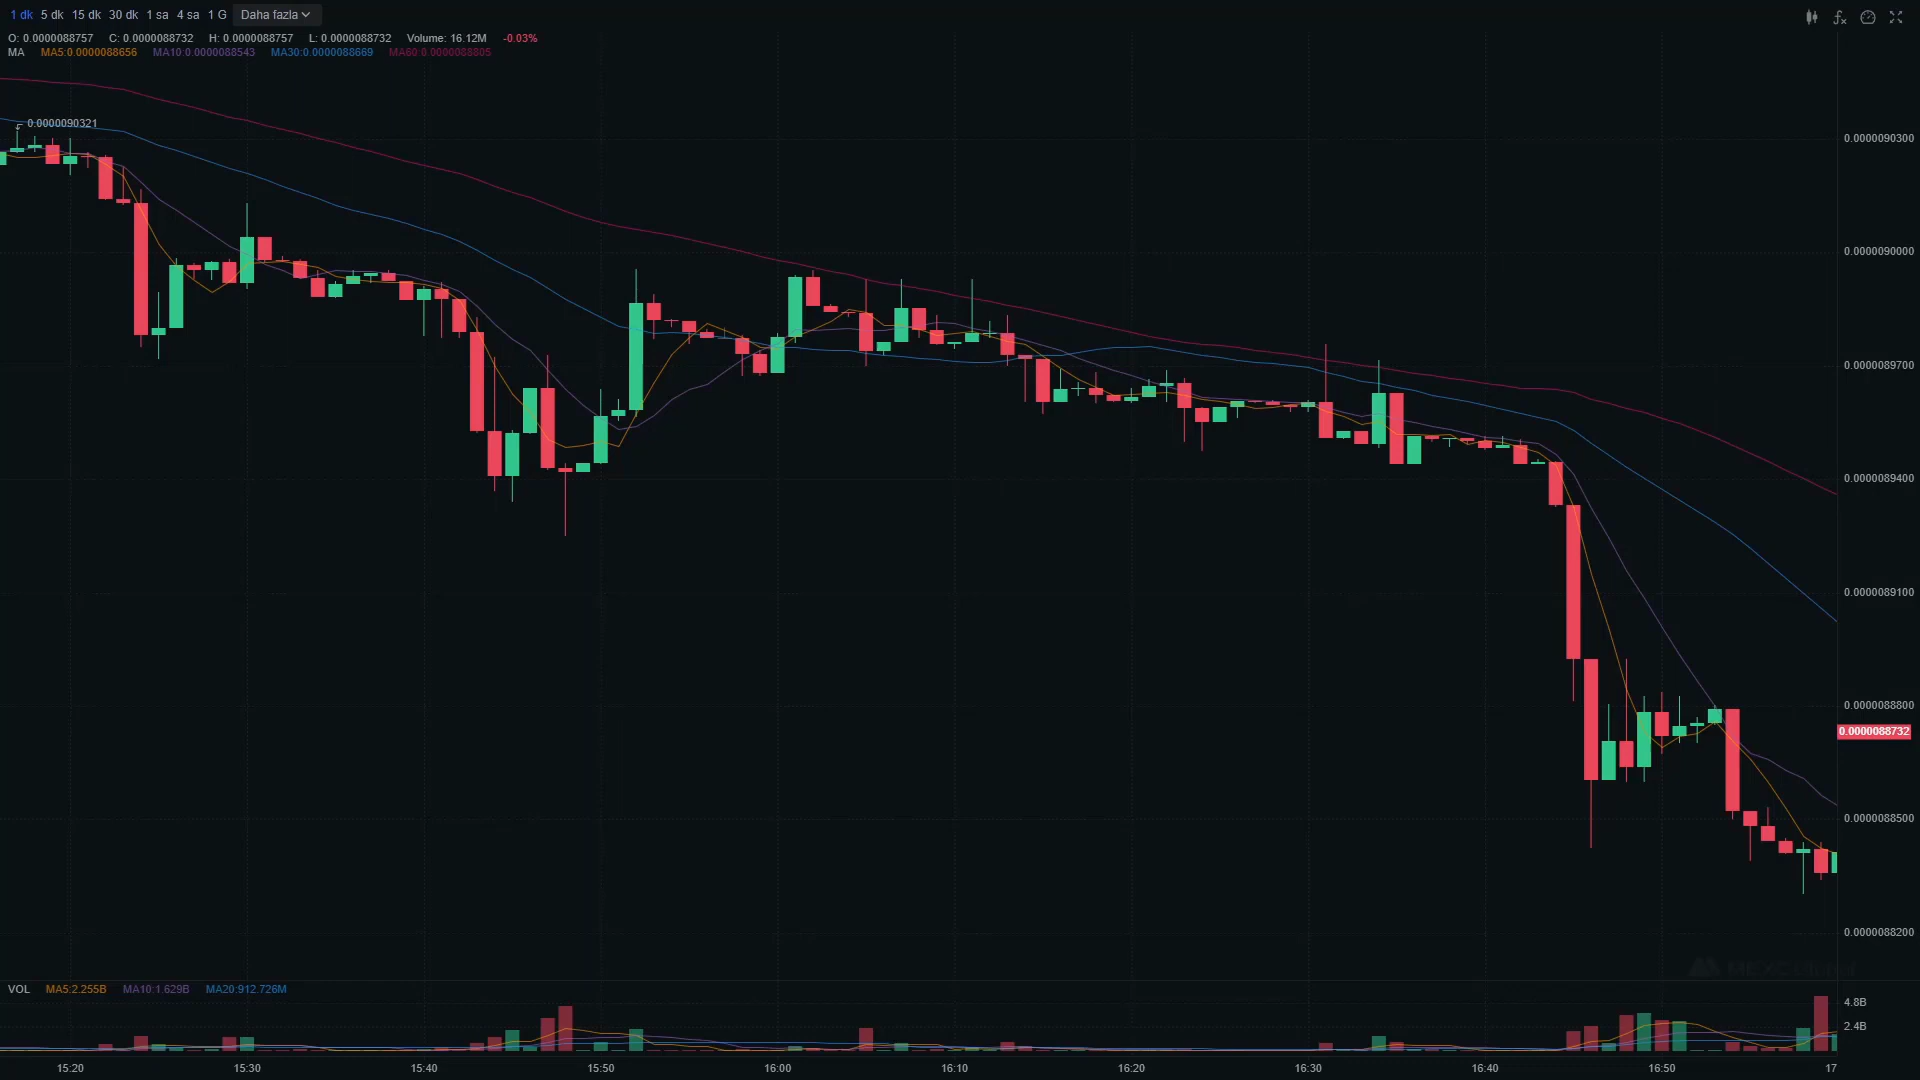 1 dk 5 dk 15 dk 30 dk 1 sa 4 sa 1 G Daha fazla
O: 0.0000088757 C: 0.0000088732 H: 0.0000088757 L: 0.0000088732 Volume: 16.12M -0.03%
MA MA5:0.0000088656 MA10:0.0000088543 MA30:0.0000088669 MA60:0.0000088805
0.0000090321
0.0000090300
0.0000090000
0.0000089700
0.0000089400
0.0000089100
0.0000088800
0.0000088732
0.0000088500
0.0000088200
VOL MA5:2.255B MA10:1.629B MA20:912.726M
4.8B
2.4B
15:20 15:30 15:40 15:50 16:00 16:10 16:20 16:30 16:40 16:50 17